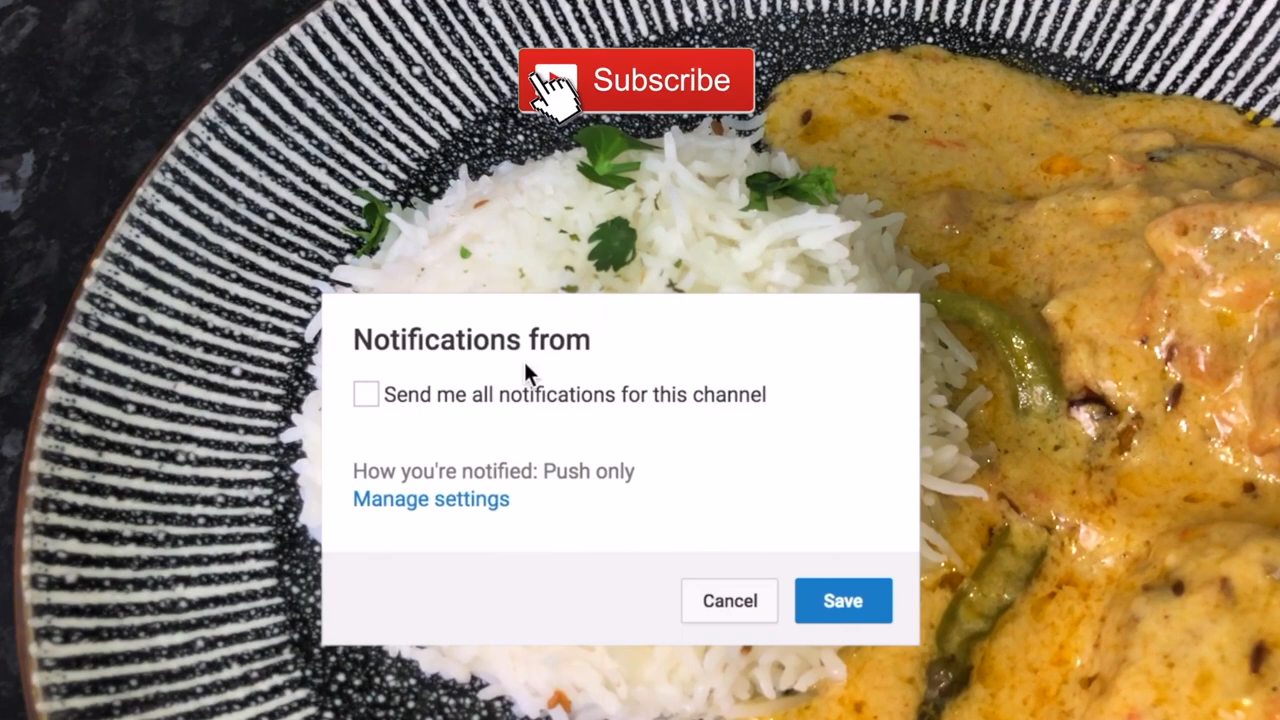 Subscribe
Notifications from
Send me all notifications for this channel
How you're notified: Push only
Manage settings
Cancel
Save